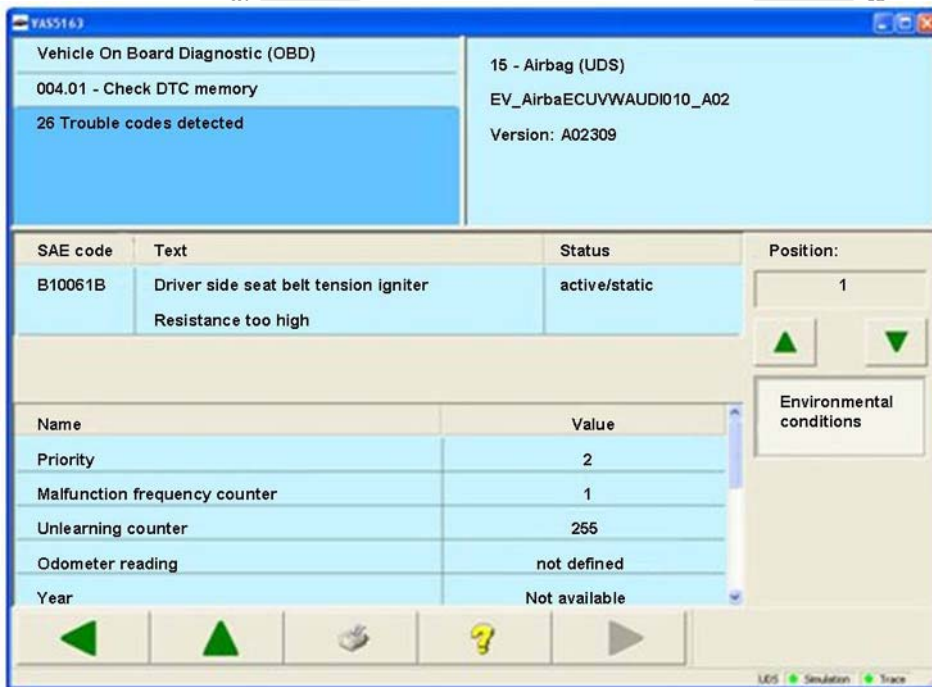 VAS5163
Vehicle On Board Diagnostic (OBD)
004.01 - Check DTC memory
26 Trouble codes detected
15 - Airbag (UDS)
EV_AirbaECUVWAUDI010_A02
Version: A02309
SAE code Text Status
B10061B Driver side seat belt tension igniter active/static
Resistance too high
Position:
1
Environmental
conditions
Name Value
Priority 2
Malfunction frequency counter 1
Unlearning counter 255
Odometer reading not defined
Year Not available
?
UDS Simulation Trace